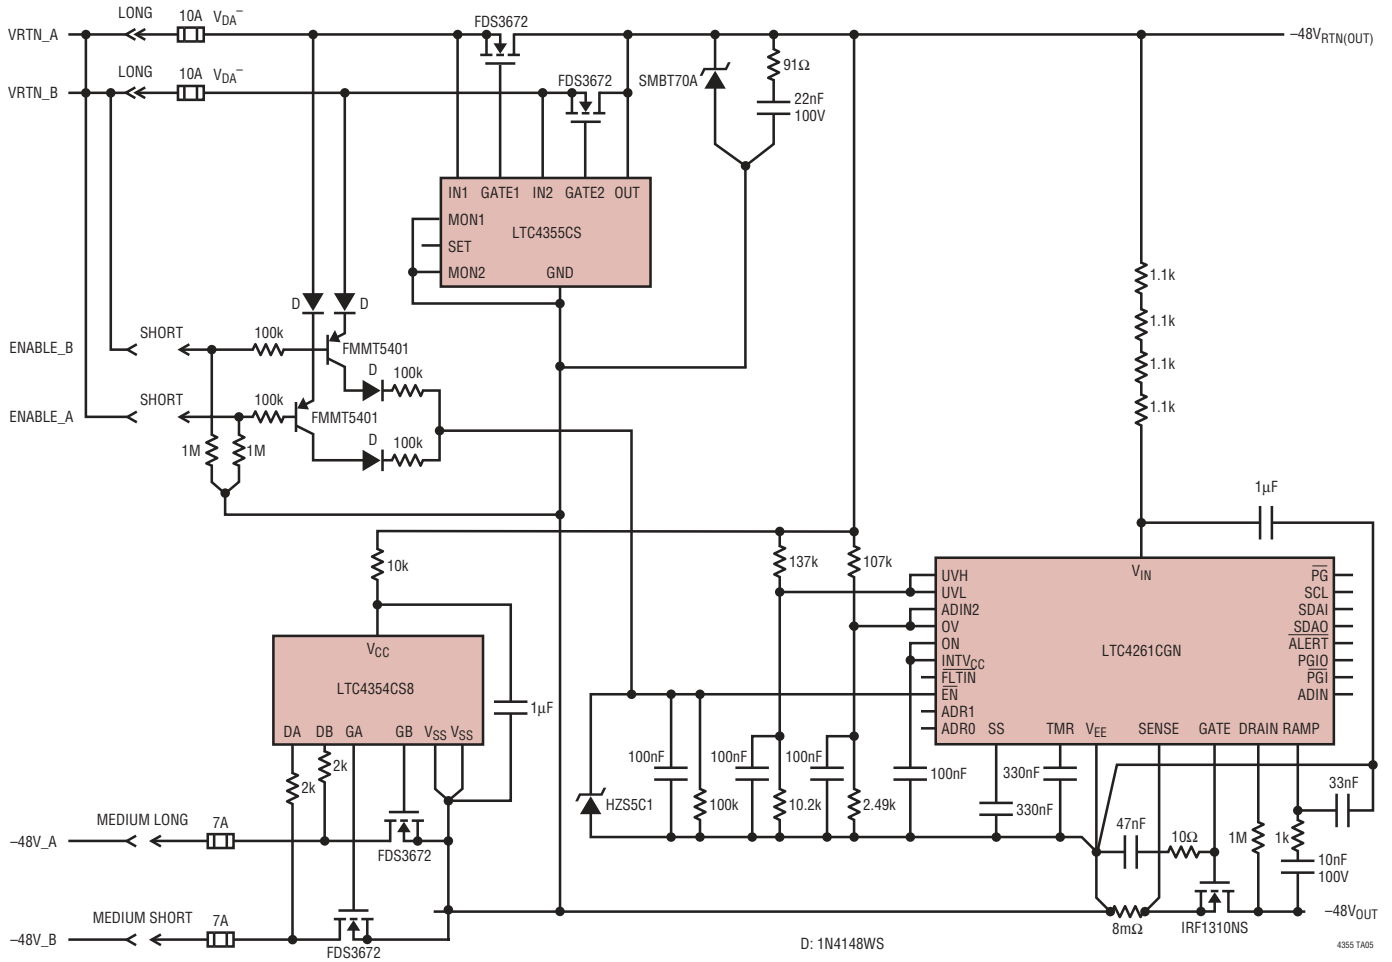 LONG 10A VDA–
VRTN_A
FDS3672
–48VRTN(OUT)
LONG 10A VDA–
VRTN_B
FDS3672
SMBT70A
91Ω
22nF
100V
IN1 GATE1 IN2 GATE2 OUT
MON1
LTC4355CS
SET
MON2 GND
D D
SHORT 100k
ENABLE_B
FMMT5401
D 100k
SHORT 100k
ENABLE_A
FMMT5401
D 100k
1M 1M
1.1k
1.1k
1.1k
1.1k
1µF
10k
137k 107k
VCC
LTC4354CS8
DA DB GA GB VSS VSS
1µF
2k 2k
VIN
UVH
UVL
ADIN2
OV
ON
INTVCC
FLTIN
EN
ADR1
ADR0 SS TMR VEE SENSE GATE DRAIN RAMP
LTC4261CGN
PG
SCL
SDAI
SDAO
ALERT
PGIO
PGI
ADIN
100nF 100nF 100nF 100nF
HZS5C1 100k 10.2k 2.49k
330nF 330nF
33nF
47nF 10Ω 1M 1k
10nF
100V
MEDIUM LONG 7A
–48V_A
FDS3672
MEDIUM SHORT 7A
–48V_B
FDS3672
8mΩ IRF1310NS
–48VOUT
D: 1N4148WS
4355 TA05